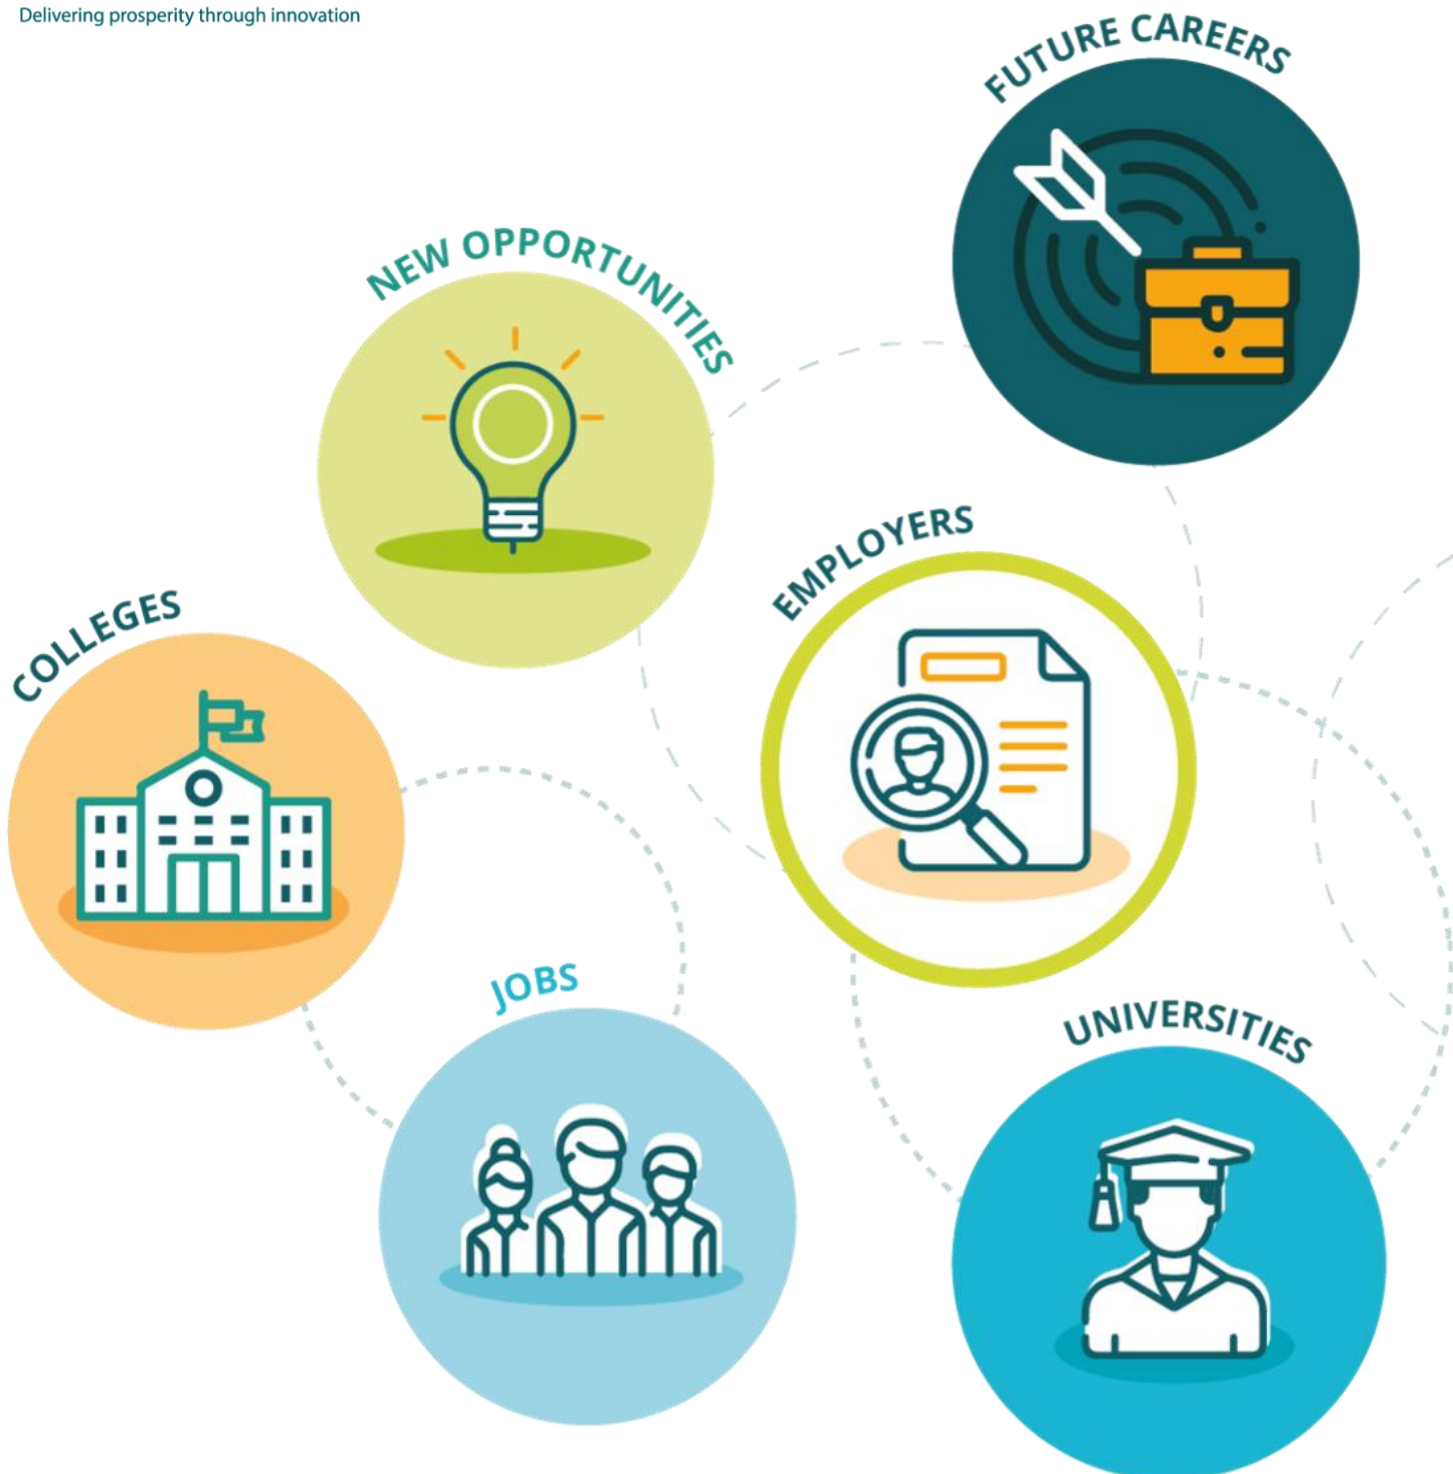 Delivering prosperity through innovation
FUTURE CAREERS
NEW OPPORTUNITIES
EMPLOYERS
COLLEGES
JOBS
UNIVERSITIES